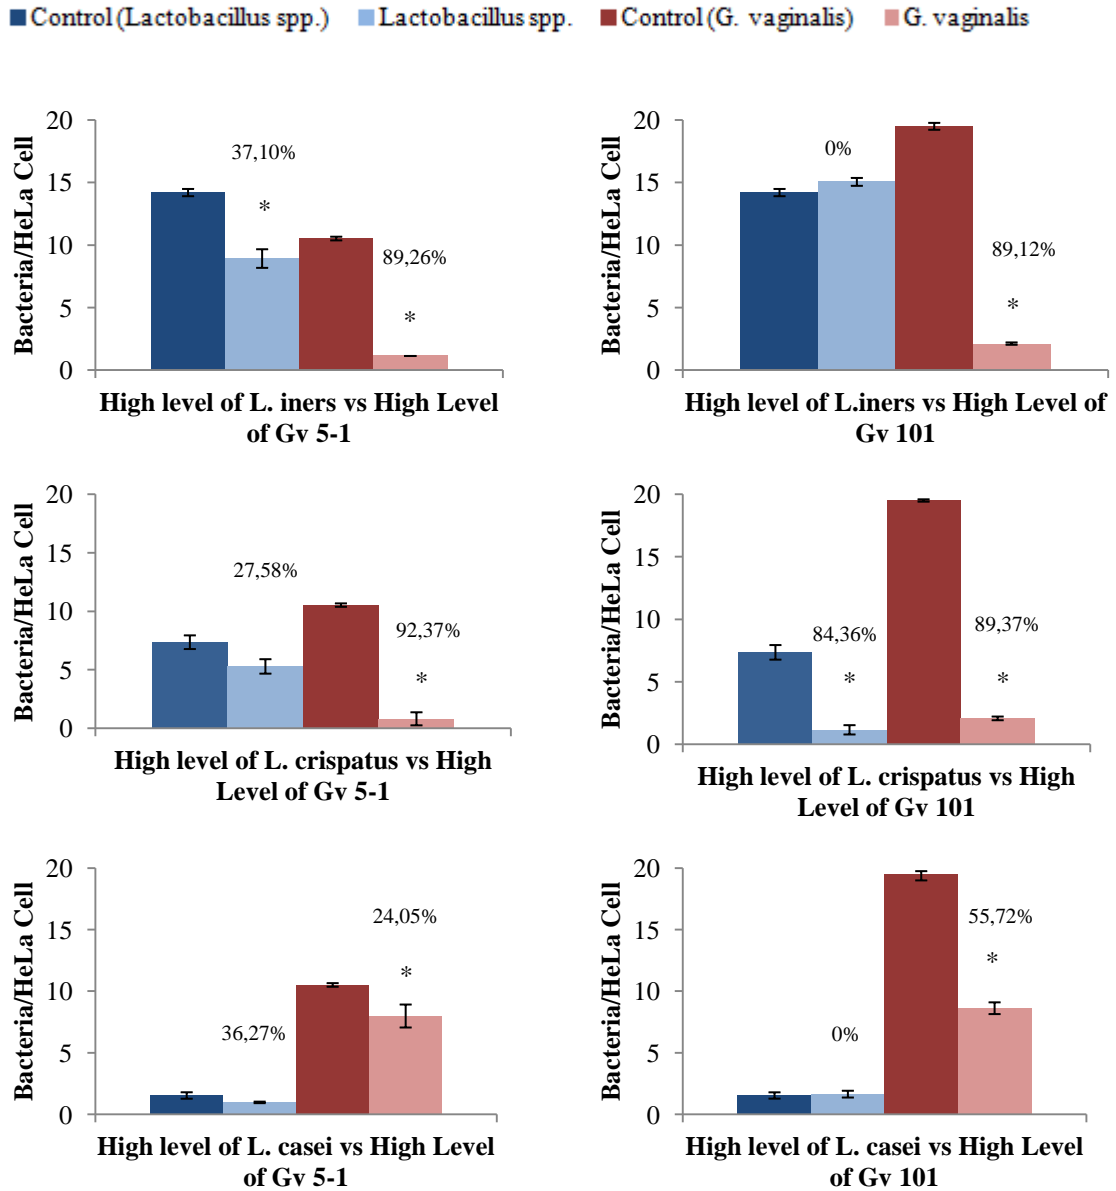 Control (Lactobacillus spp.) Lactobacillus spp. Control (G. vaginalis) G. vaginalis
Bacteria/HeLa Cell
20
15
10
5
0
37,10%
*
89,26%
*
High level of L. iners vs High Level
of Gv 5-1
Bacteria/HeLa Cell
20
15
10
5
0
0%
89,12%
*
High level of L.iners vs High Level of
Gv 101
Bacteria/HeLa Cell
20
15
10
5
0
27,58%
92,37%
*
High level of L. crispatus vs High
Level of Gv 5-1
Bacteria/HeLa Cell
20
15
10
5
0
84,36%
*
89,37%
*
High level of L. crispatus vs High
Level of Gv 101
Bacteria/HeLa Cell
20
15
10
5
0
36,27%
24,05%
*
High level of L. casei vs High Level
of Gv 5-1
Bacteria/HeLa Cell
20
15
10
5
0
0%
55,72%
*
High level of L. casei vs High Level
of Gv 101